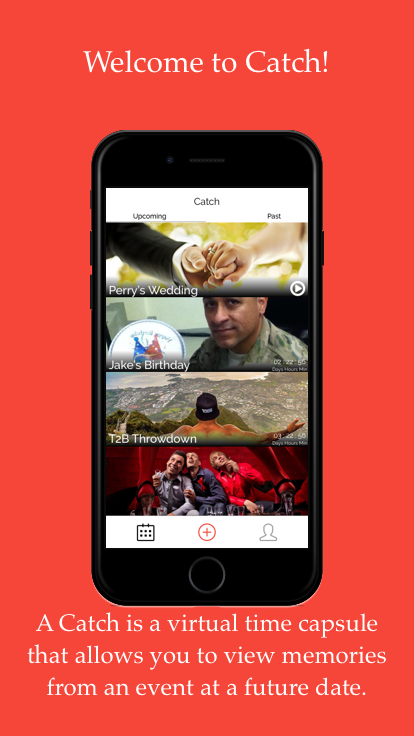 Welcome to Catch!
Catch
Upcoming Past
Perry's Wedding
Jake's Birthday
02 : 22 : 56
Days Hours Min
T2B Throwdown
03 : 22 : 56
Days Hours Min
A Catch is a virtual time capsule
that allows you to view memories
from an event at a future date.